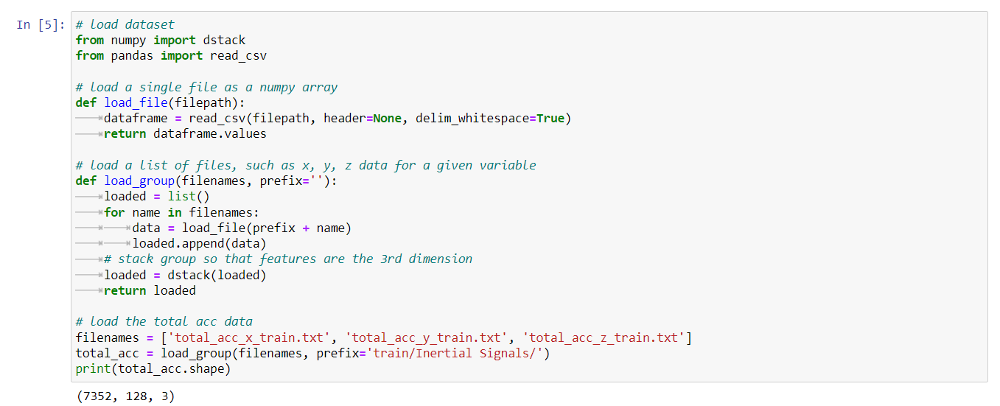 In [5]: # load dataset
from numpy import dstack
from pandas import read_csv
# load a single file as a numpy array
def load_file(filepath):
dataframe = read_csv(filepath, header=None, delim_whitespace=True)
return dataframe.values
# load a list of files, such as x, y, z data for a given variable
def load_group(filenames, prefix=''):
loaded = list()
for name in filenames:
data = load_file(prefix + name)
loaded.append(data)
# stack group so that features are the 3rd dimension
loaded = dstack(loaded)
return loaded
# load the total acc data
filenames = ['total_acc_x_train.txt', 'total_acc_y_train.txt', 'total_acc_z_train.txt']
total_acc = load_group(filenames, prefix='train/Inertial Signals/')
print(total_acc.shape)
(7352, 128, 3)